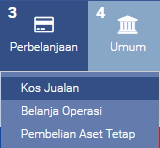 3
4
Perbelanjaan
Umum
Kos Jualan
Belanja Operasi
Pembelian Aset Tetap